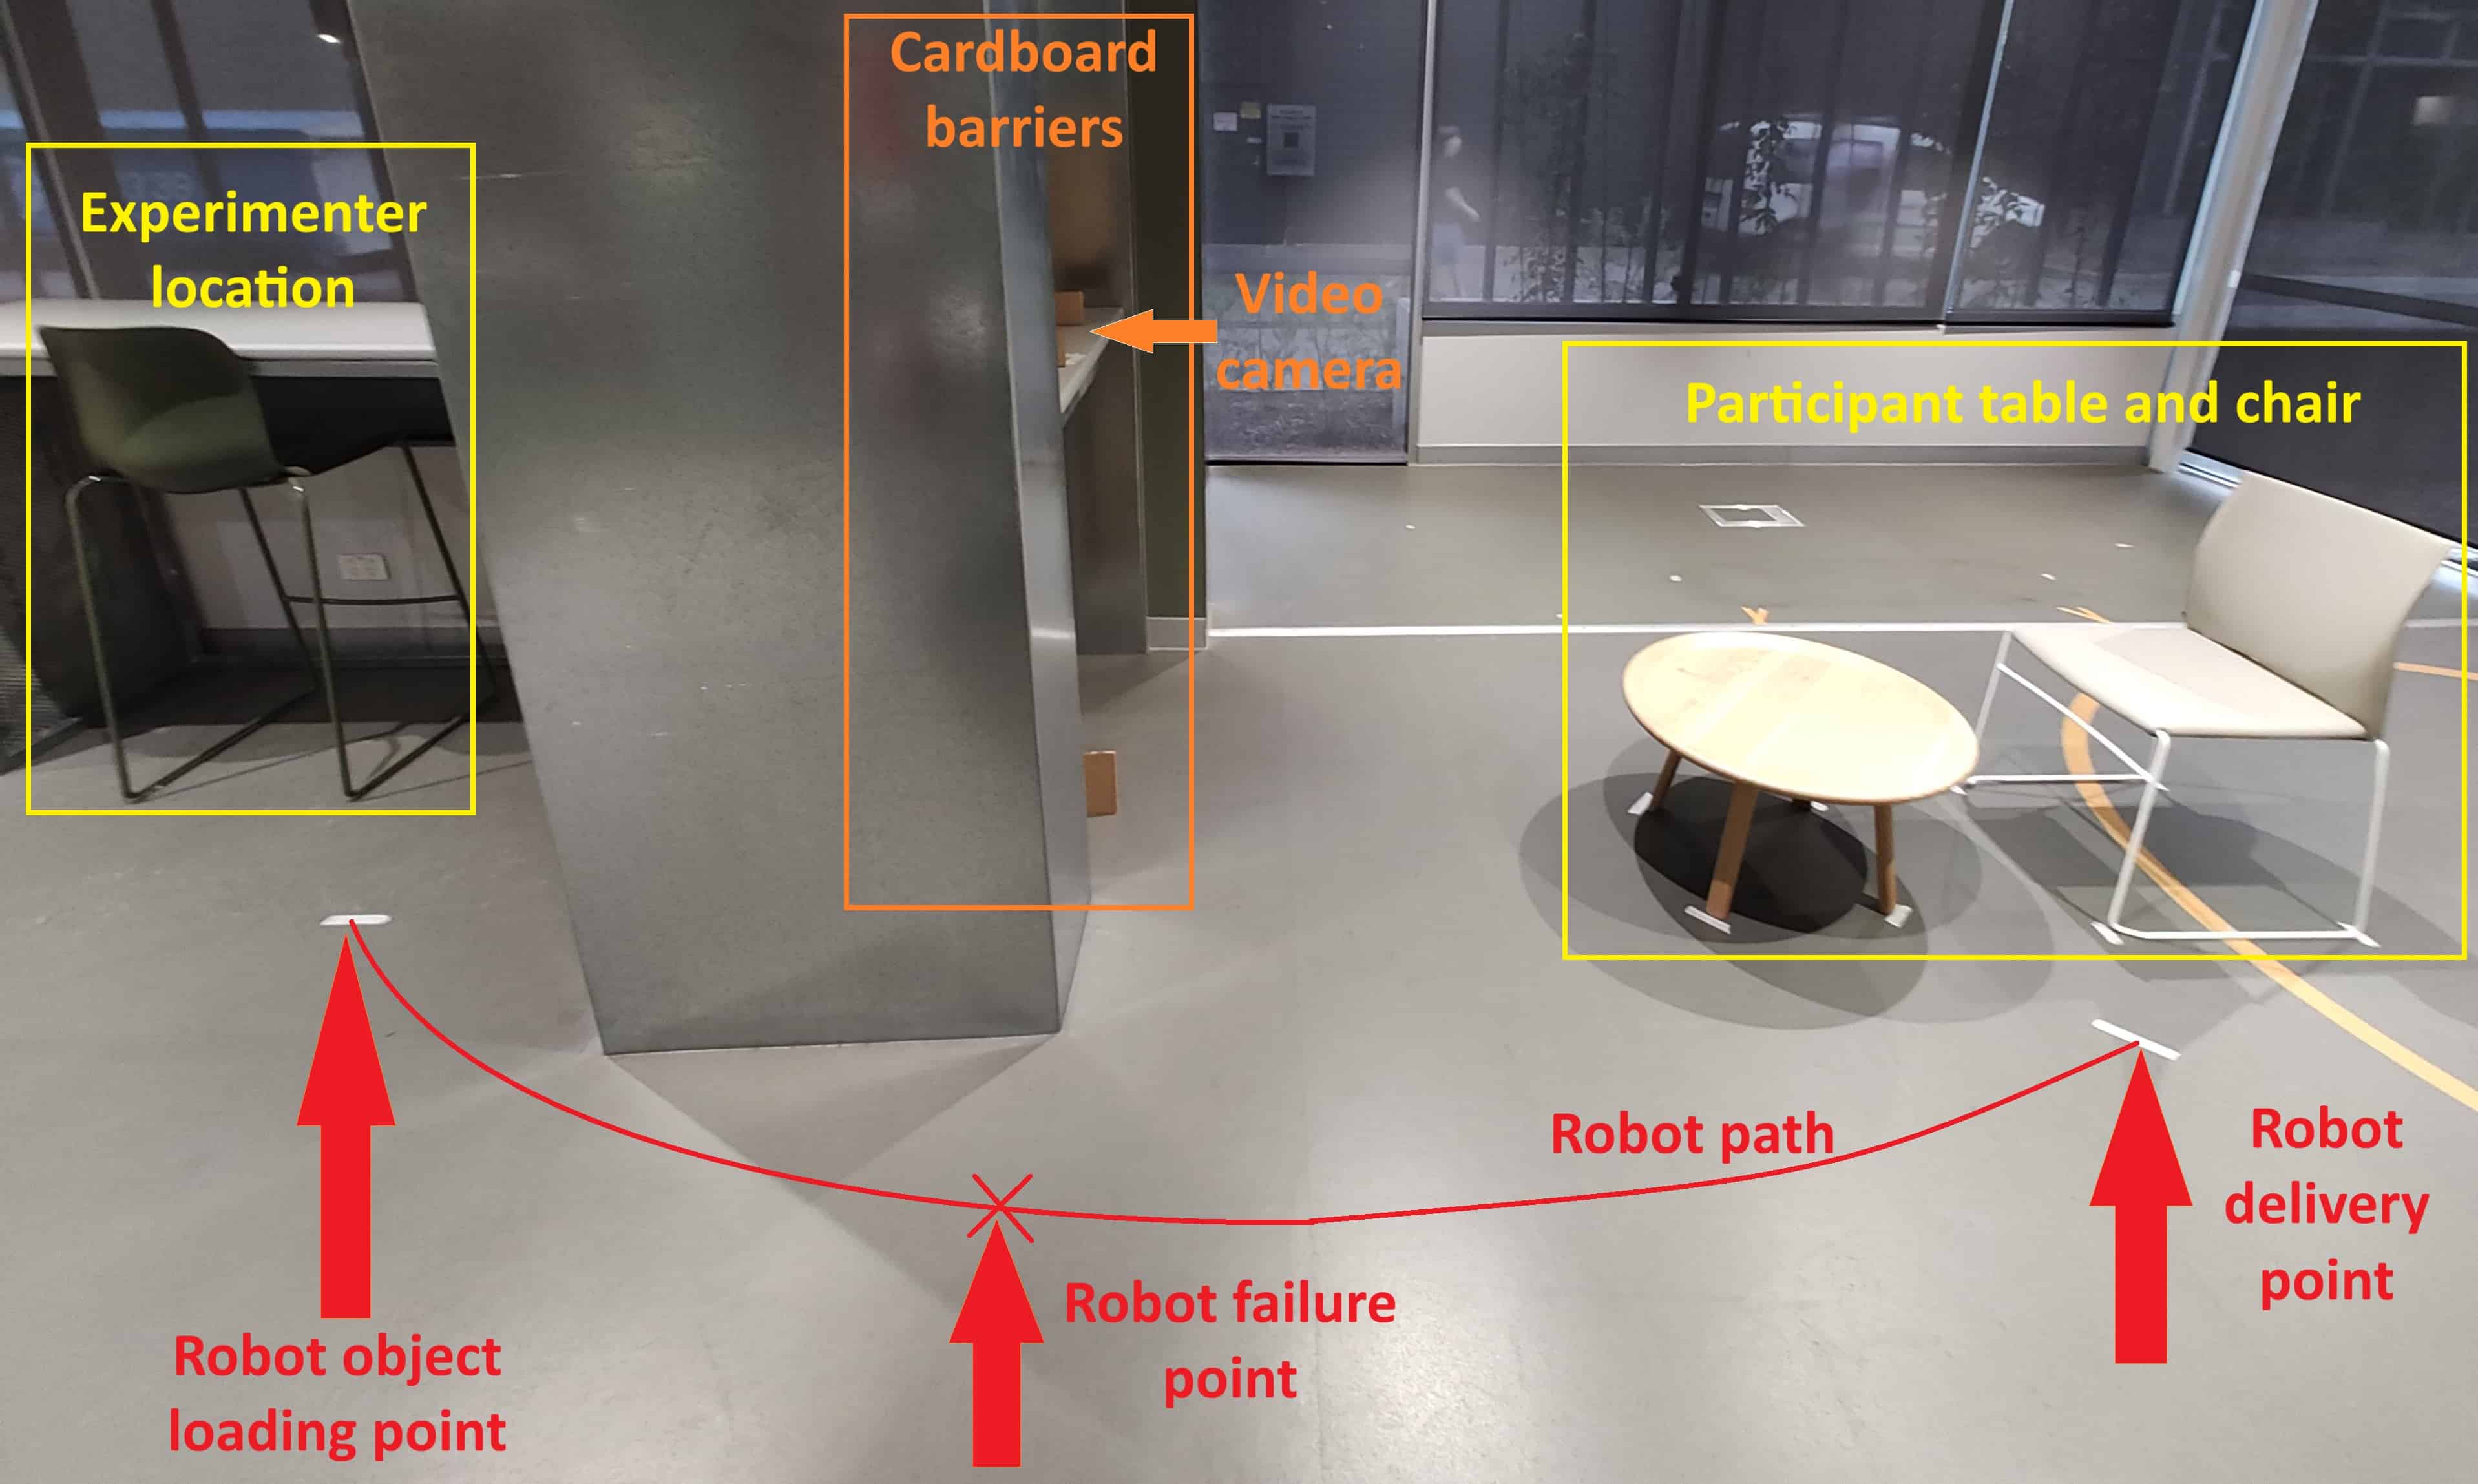 Cardboard
barriers
Experimenter
location
Video
camera
Participant table and chair
Robot path
Robot
delivery
point
Robot failure
point
Robot object
loading point